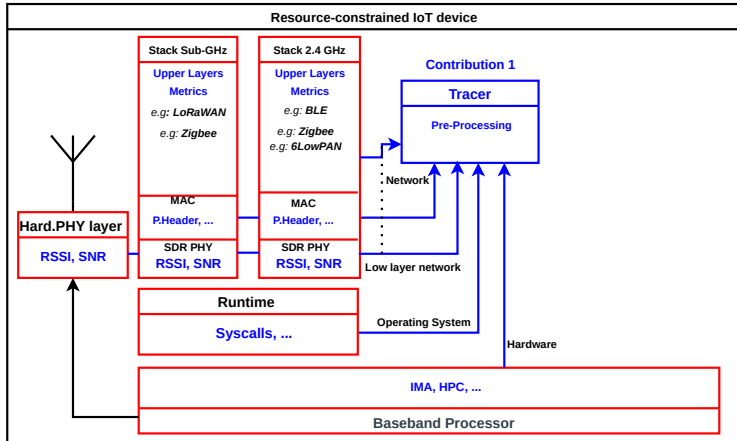 Resource-constrained IoT device
Stack Sub-GHz
Upper Layers
Metrics
e.g: LoRaWAN
e.g: Zigbee
MAC
P.Header, ...
SDR PHY
RSSI, SNR
Stack 2.4 GHz
Upper Layers
Metrics
e.g: BLE
e.g: Zigbee
e.g: 6LowPAN
MAC
P.Header, ...
SDR PHY
RSSI, SNR
Contribution 1
Tracer
Pre-Processing
Network
Low layer network
Hard.PHY layer
RSSI, SNR
Runtime
Syscalls, ...
Operating System
Hardware
IMA, HPC, ...
Baseband Processor